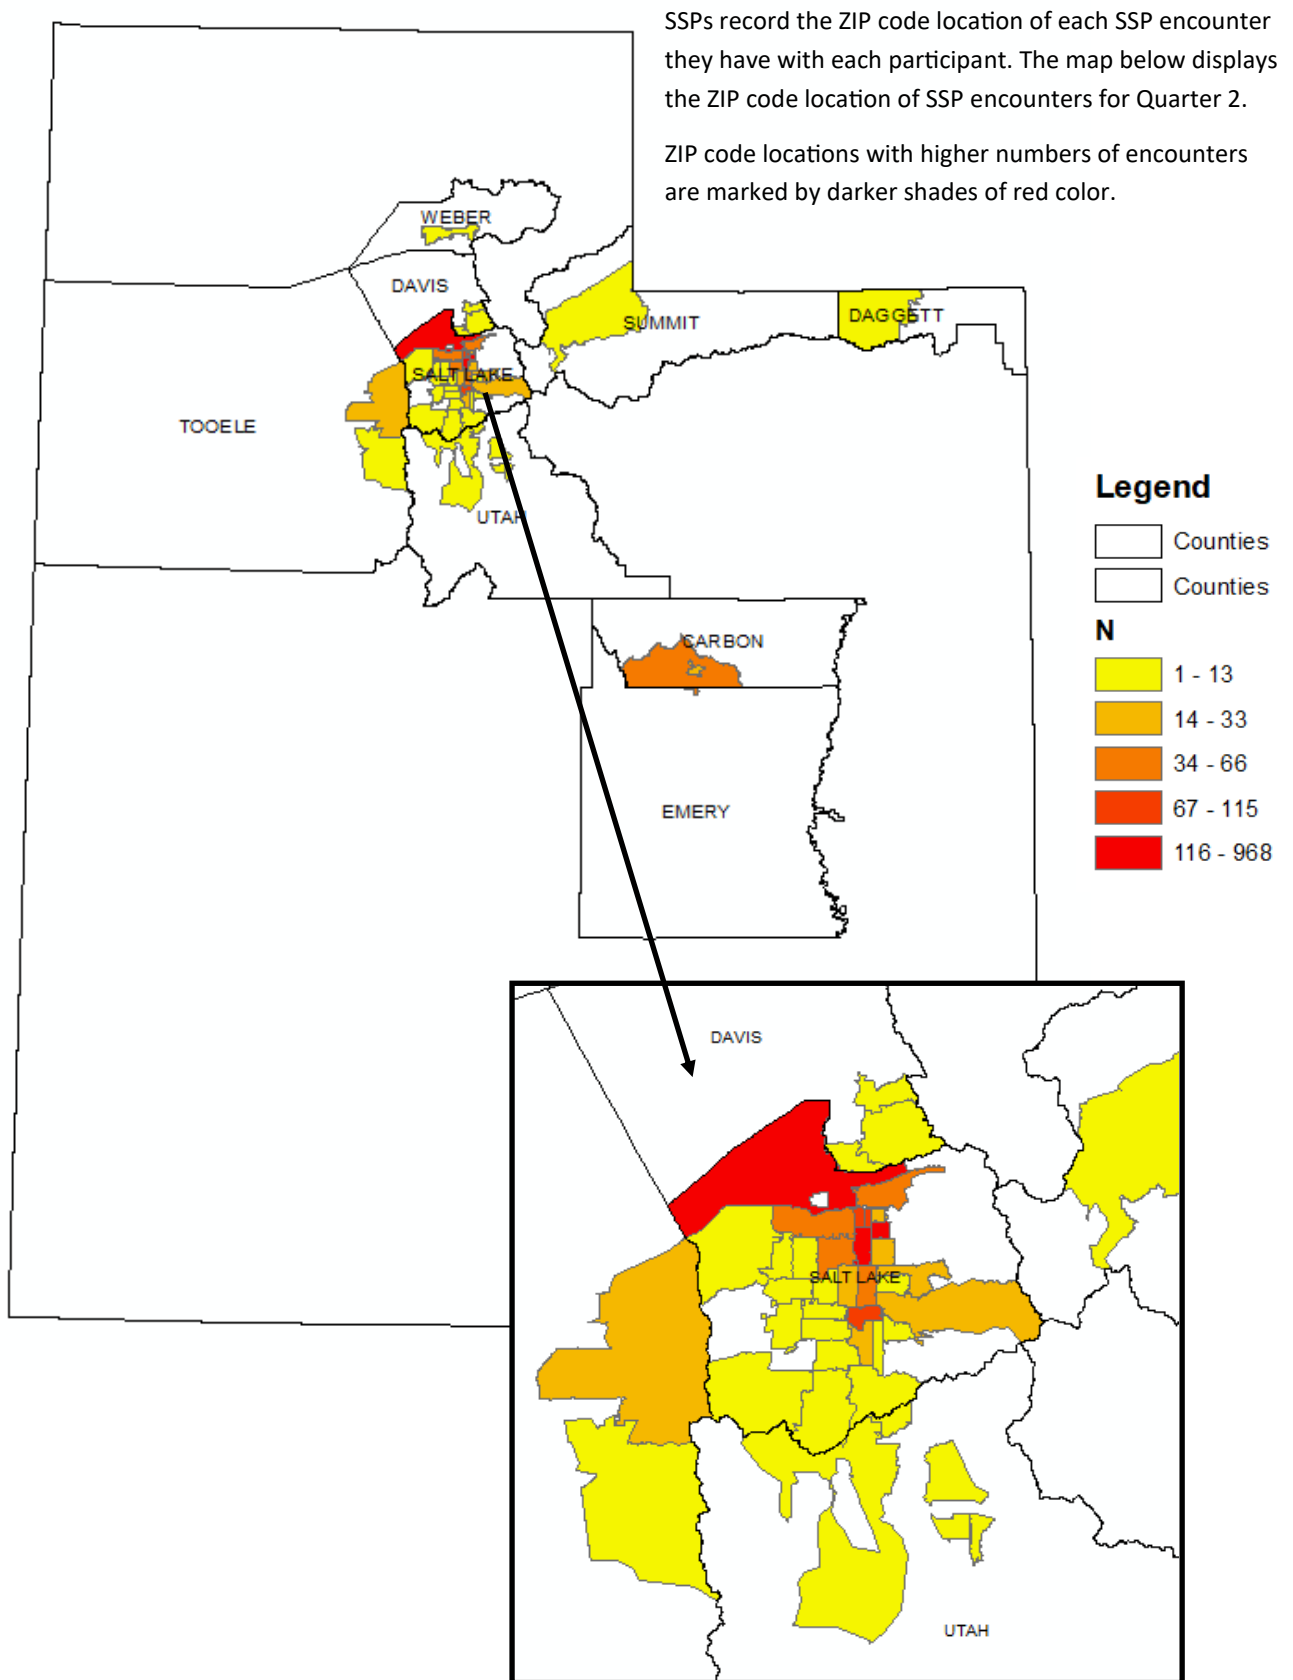 SSPs record the ZIP code location of each SSP encounter
they have with each participant. The map below displays
the ZIP code location of SSP encounters for Quarter 2.
ZIP code locations with higher numbers of encounters
are marked by darker shades of red color.
WEBER
DAVIS
SUMMIT
DAGGETT
SALT LAKE
TOOELE
UTAH
CARBON
EMERY
Legend
Counties
Counties
N
1 - 13
14 - 33
34 - 66
67 - 115
116 - 968
DAVIS
SALT LAKE
UTAH